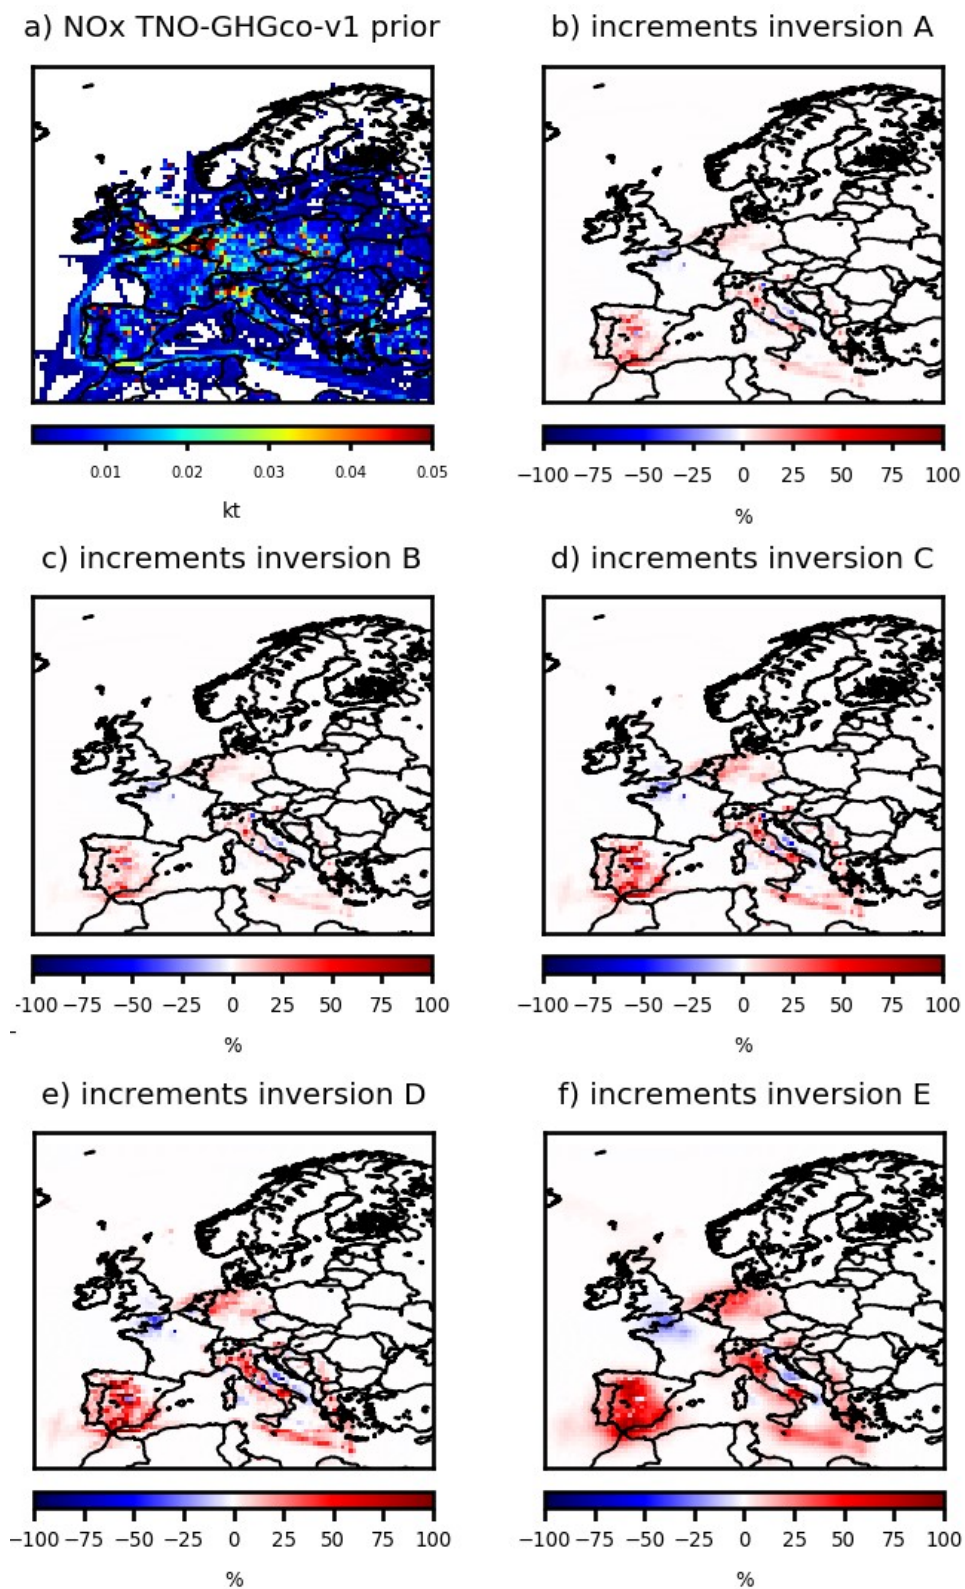 a) NOx TNO-GHGco-v1 prior
b) increments inversion A
0.01 0.02 0.03 0.04 0.05
kt
−100 −75 −50 −25 0 25 50 75 100
%
c) increments inversion B
d) increments inversion C
-100 −75 −50 −25 0 25 50 75 100
-
%
−100 −75 −50 −25 0 25 50 75 100
%
e) increments inversion D
f) increments inversion E
−100 −75 −50 −25 0 25 50 75 100
%
−100 −75 −50 −25 0 25 50 75 100
%